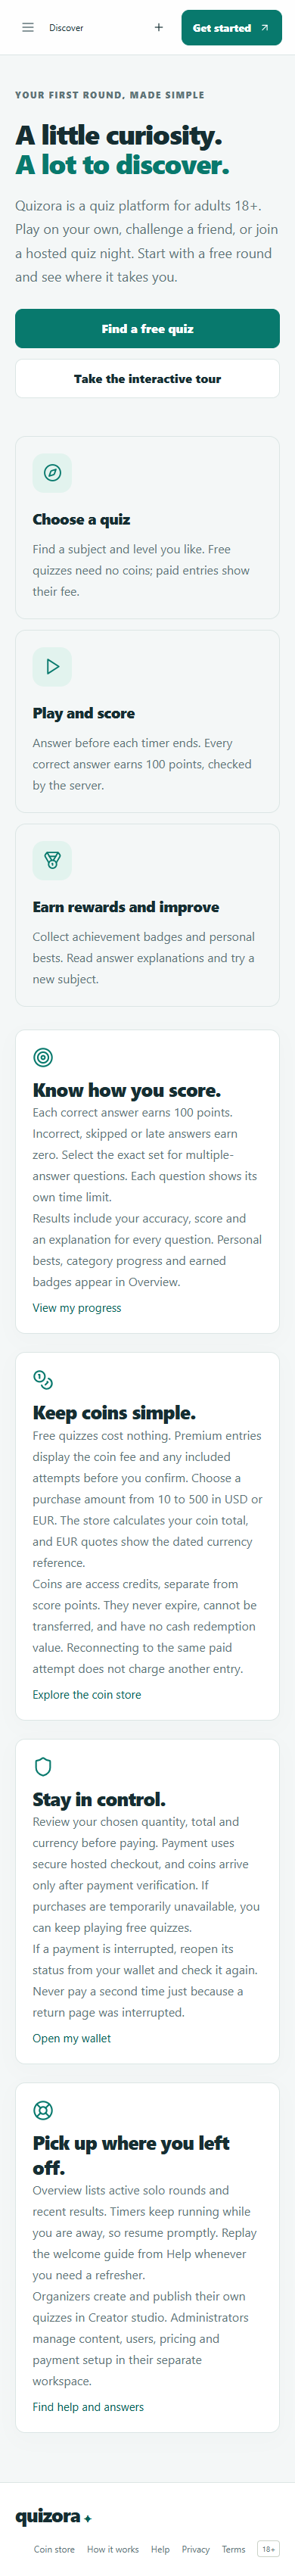 Discover
+
Get started
YOUR FIRST ROUND, MADE SIMPLE
A little curiosity.
A lot to discover.
Quizora is a quiz platform for adults 18+.
Play on your own, challenge a friend, or join
a hosted quiz night. Start with a free round
and see where it takes you.
Find a free quiz
Take the interactive tour
Choose a quiz
Find a subject and level you like. Free
quizzes need no coins; paid entries show
their fee.
Play and score
Answer before each timer ends. Every
correct answer earns 100 points, checked
by the server.
Earn rewards and improve
Collect achievement badges and personal
bests. Read answer explanations and try a
new subject.
Know how you score.
Each correct answer earns 100 points.
Incorrect, skipped or late answers earn
zero. Select the exact set for multiple-
answer questions. Each question shows its
own time limit.
Results include your accuracy, score and
an explanation for every question. Personal
bests, category progress and earned
badges appear in Overview.
View my progress
Keep coins simple.
Free quizzes cost nothing. Premium entries
display the coin fee and any included
attempts before you confirm. Choose a
purchase amount from 10 to 500 in USD or
EUR. The store calculates your coin total,
and EUR quotes show the dated currency
reference.
Coins are access credits, separate from
score points. They never expire, cannot be
transferred, and have no cash redemption
value. Reconnecting to the same paid
attempt does not charge another entry.
Explore the coin store
Stay in control.
Review your chosen quantity, total and
currency before paying. Payment uses
secure hosted checkout, and coins arrive
only after payment verification. If
purchases are temporarily unavailable, you
can keep playing free quizzes.
If a payment is interrupted, reopen its
status from your wallet and check it again.
Never pay a second time just because a
return page was interrupted.
Open my wallet
Pick up where you left
off.
Overview lists active solo rounds and
recent results. Timers keep running while
you are away, so resume promptly. Replay
the welcome guide from Help whenever
you need a refresher.
Organizers create and publish their own
quizzes in Creator studio. Administrators
manage content, users, pricing and
payment setup in their separate
workspace.
Find help and answers
quizora
Coin store How it works Help Privacy Terms 18+